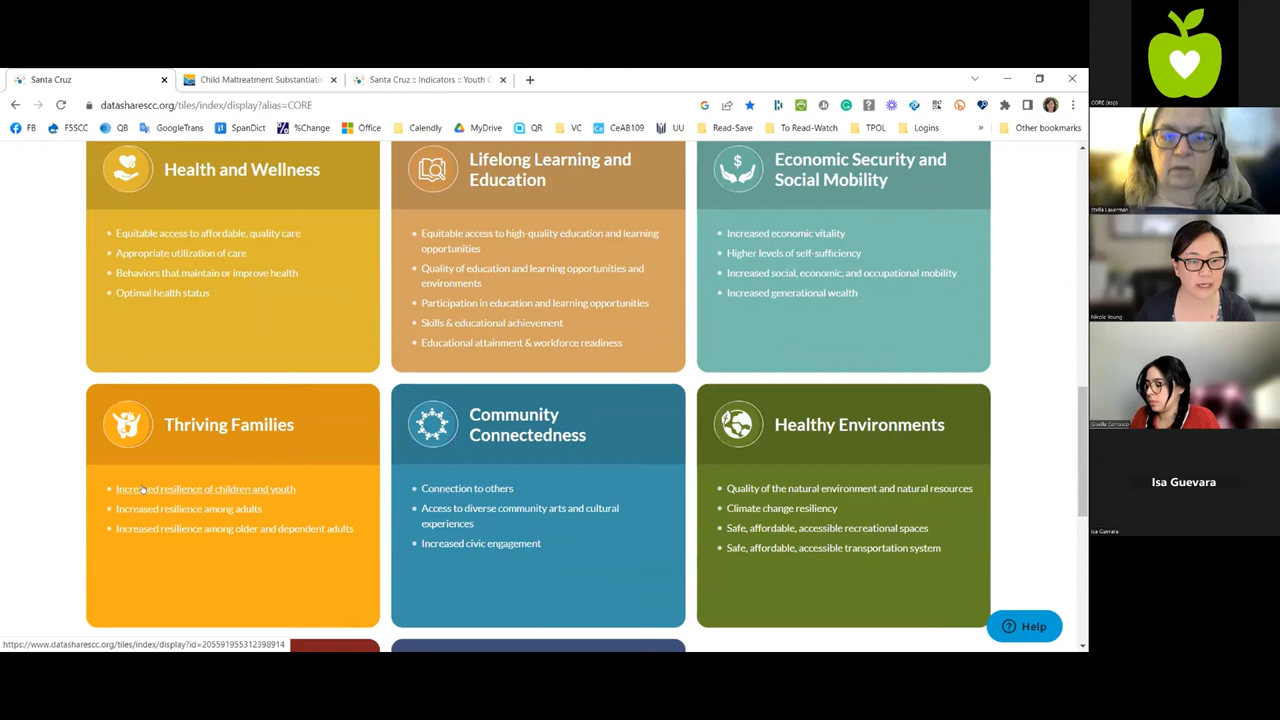 Santa Cruz
Child Maltreatment Substantiatio
Santa Cruz :: Indicators :: Youth C
datasharescc.org/tiles/index/display?alias=CORE
FB
F5SCC
QB
GoogleTrans
SpanDict
%Change
Office
Calendly
MyDrive
QR
VC
CeAB109
UU
Read-Save
To Read-Watch
TPOL
Logins
»
Other bookmarks
Health and Wellness
Equitable access to affordable, quality care
Appropriate utilization of care
Behaviors that maintain or improve health
Optimal health status
Lifelong Learning and
Education
Equitable access to high-quality education and learning
opportunities
Quality of education and learning opportunities and
environments
Participation in education and learning opportunities
Skills & educational achievement
Educational attainment & workforce readiness
Economic Security and
Social Mobility
Increased economic vitality
Higher levels of self-sufficiency
Increased social, economic, and occupational mobility
Increased generational wealth
Thriving Families
Increased resilience of children and youth
Increased resilience among adults
Increased resilience among older and dependent adults
Community
Connectedness
Connection to others
Access to diverse community arts and cultural
experiences
Increased civic engagement
Healthy Environments
Quality of the natural environment and natural resources
Climate change resiliency
Safe, affordable, accessible recreational spaces
Safe, affordable, accessible transportation system
Help
https://www.datasharescc.org/tiles/index/display?id=205591955312398914
CORE (esp)
Nicole Young
Isa Guevara
Isa Guevara